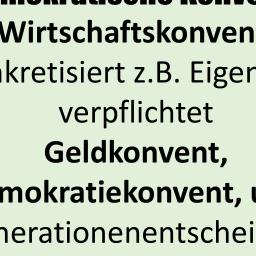 Wirtschaftskonven
kretisiert z.B. Eigen
verpflichtet
Geldkonvent,
mokratiekonvent, u
nerationenentschei